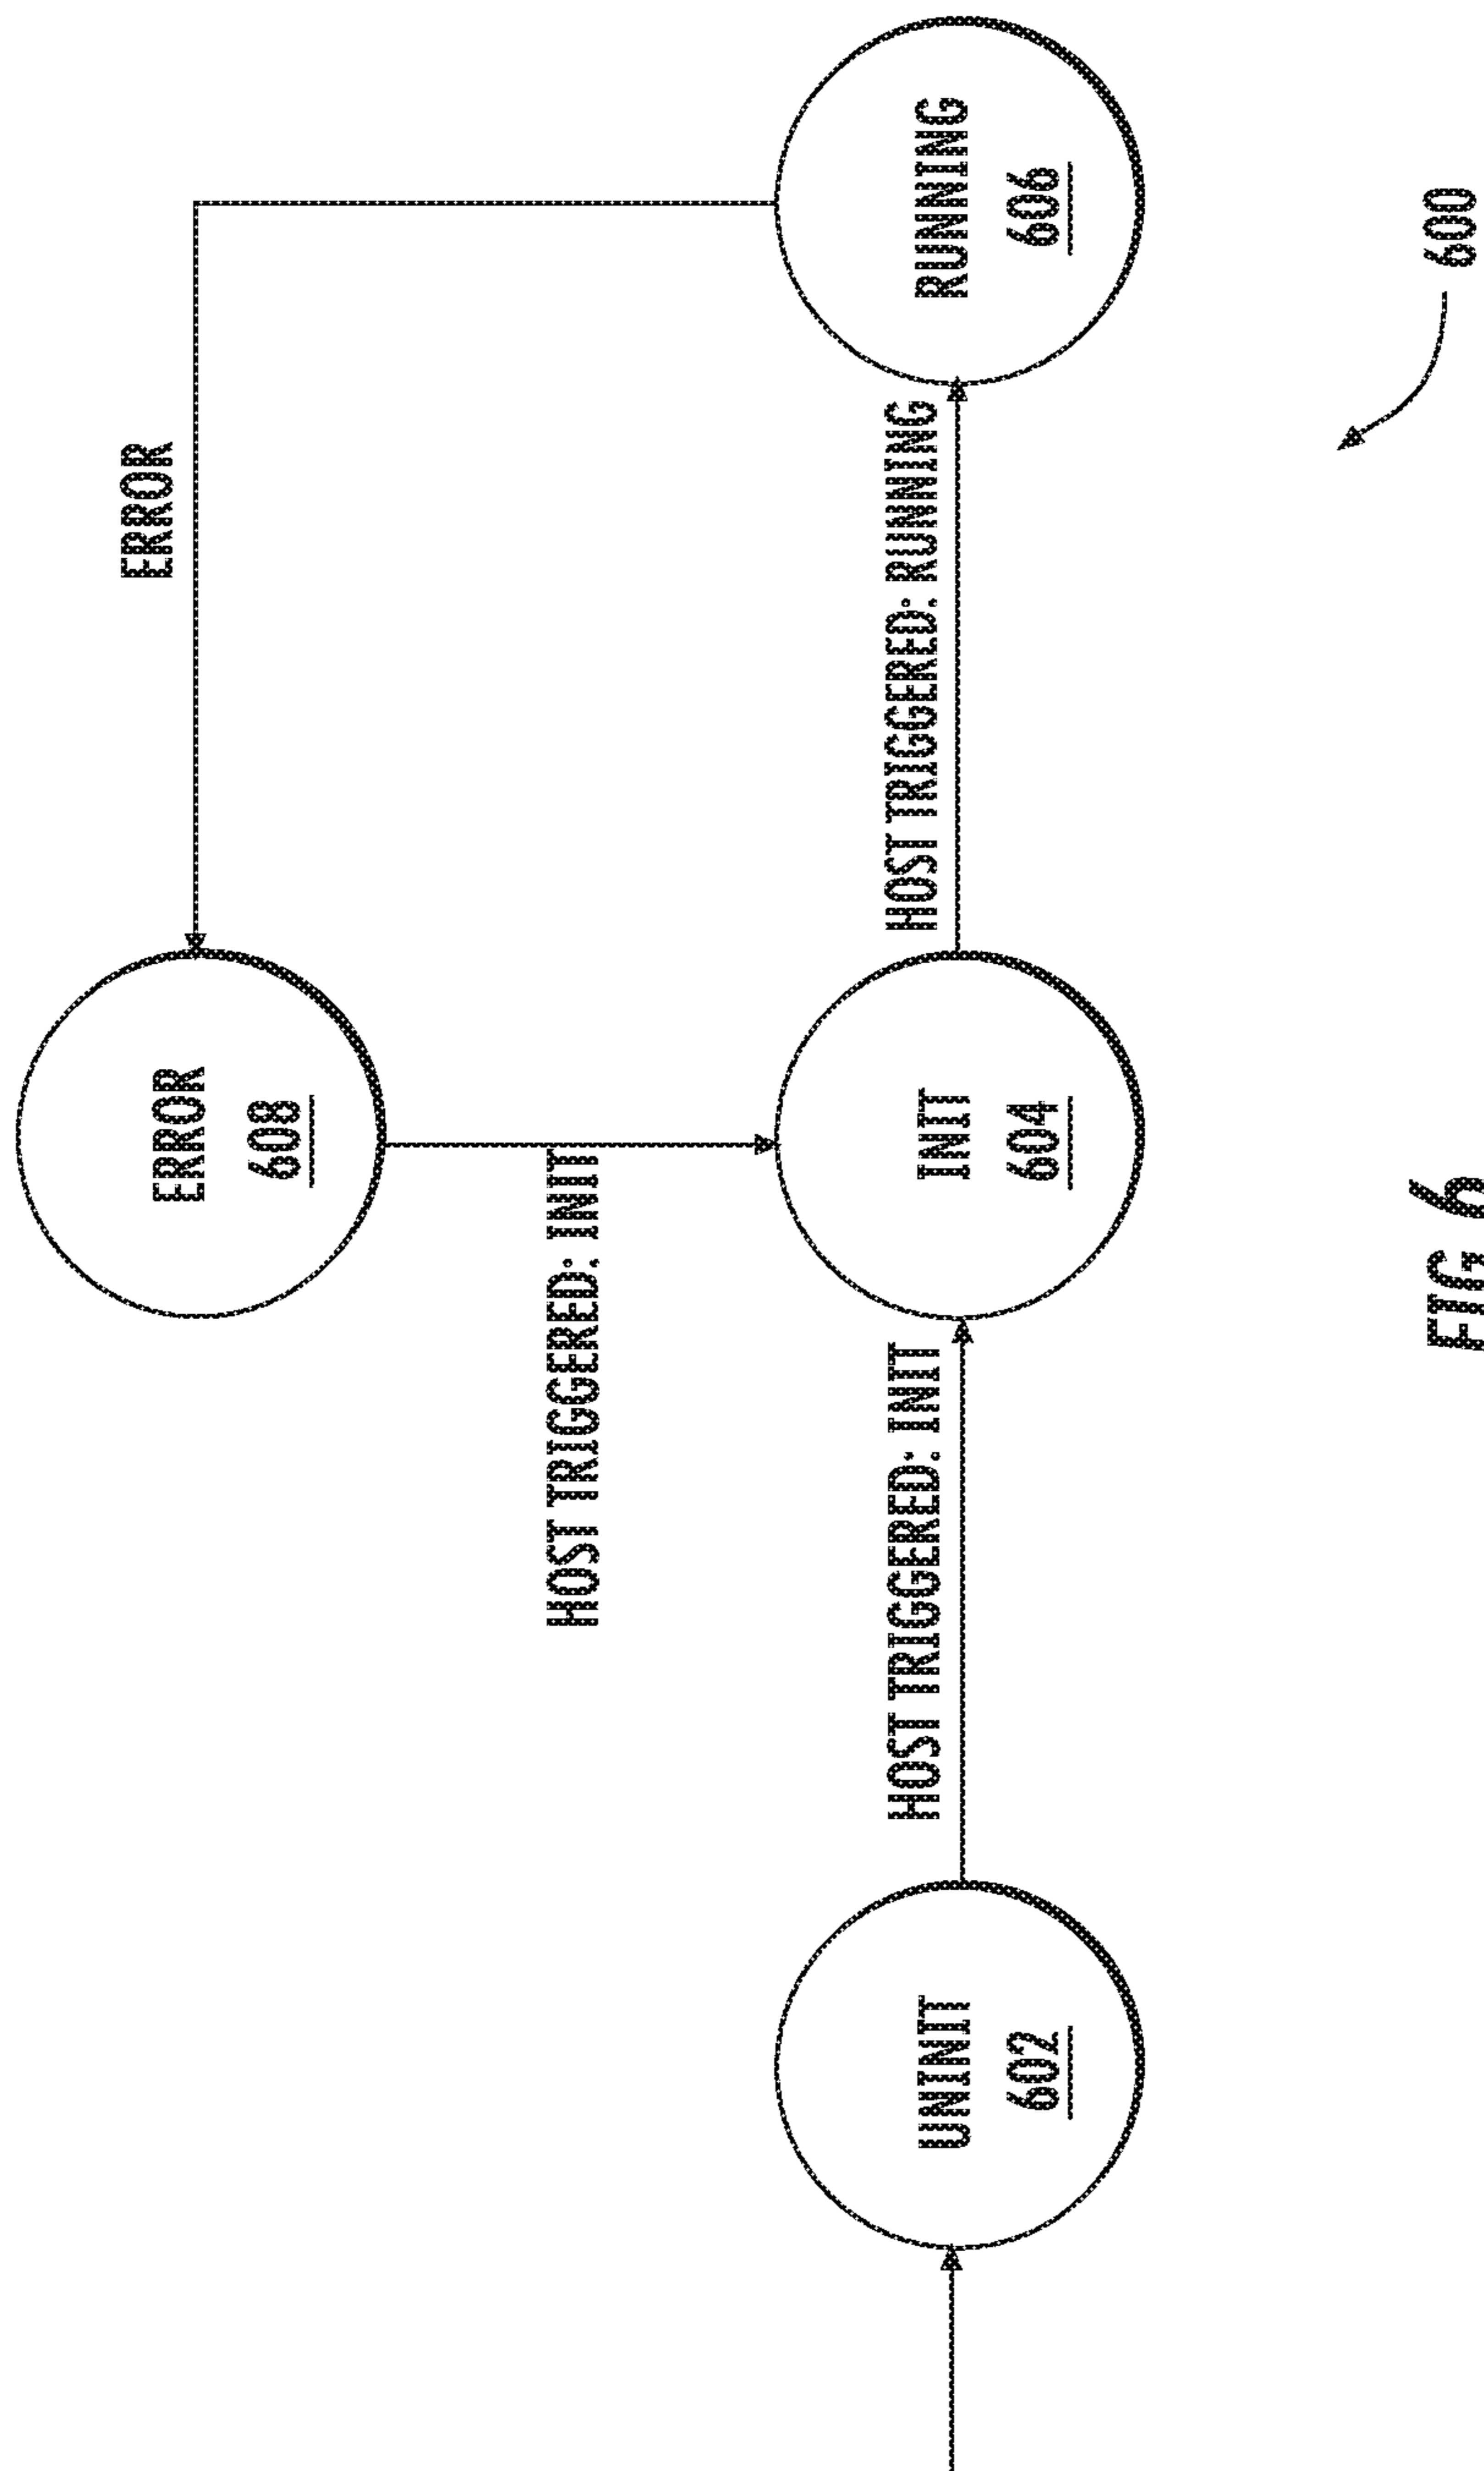 ERROR
ERROR
608
HOST TRIGGERED: INIT
UNINIT
602
HOST TRIGGERED: INIT
INIT
604
HOST TRIGGERED: RUNNING
RUNNING
606
600
FIG 6